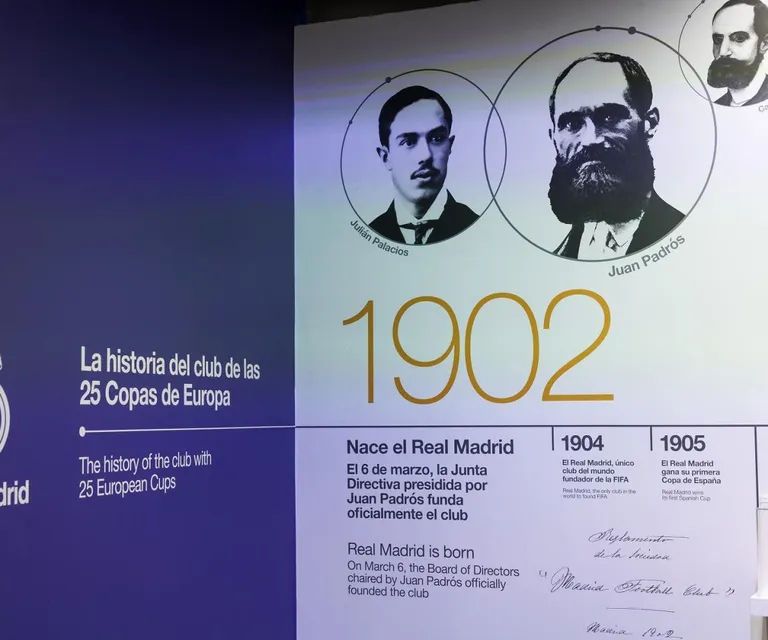 La historia del club de las
25 Copas de Europa
The history of the club with
25 European Cups
drid
Julián Palacios
Juan Padrós
1902
Nace el Real Madrid
El 6 de marzo, la Junta
Directiva presidida por
Juan Padrós funda
oficialmente el club
Real Madrid is born
On March 6, the Board of Directors
chaired by Juan Padrós officially
founded the club
1904
El Real Madrid, único
club del mundo
fundador de la FIFA
Real Madrid, the only club in the
world to found FIFA
1905
El Real Madrid
gana su primera
Copa de España
Real Madrid wins
its first Spanish Cup
Reglamento
de la Sociedad
"Madrid Football Club"
Madrid 1902